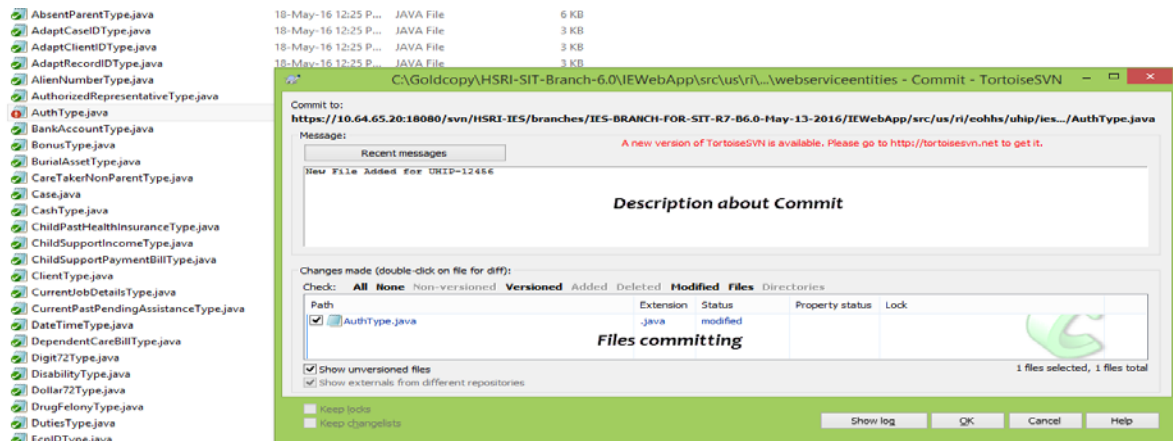 AbsentParentType.java 18-May-16 12:25 P... JAVA File 6 KB
AdaptCaseIDType.java 18-May-16 12:25 P... JAVA File 3 KB
AdaptClientIDType.java 18-May-16 12:25 P... JAVA File 3 KB
AdaptRecordIDType.java 18-May-16 12:25 P... JAVA File 3 KB
AlienNumberType.java
AuthorizedRepresentativeType.java
AuthType.java
BankAccountType.java
BonusType.java
BurialAssetType.java
CareTakerNonParentType.java
Case.java
CashType.java
ChildPastHealthInsuranceType.java
ChildSupportIncomeType.java
ChildSupportPaymentBillType.java
ClientType.java
CurrentJobDetailsType.java
CurrentPastPendingAssistanceType.java
DateTimeType.java
DependentCareBillType.java
Digit72Type.java
DisabilityType.java
Dollar72Type.java
DrugFelonyType.java
DutiesType.java
EcnIDType.java
C:\Goldcopy\HSRI-SIT-Branch-6.0\IEWebApp\src\us\ri\...\webserviceentities - Commit - TortoiseSVN
Commit to:
https://10.64.65.20:18080/svn/HSRI-IES/branches/IES-BRANCH-FOR-SIT-R7-B6.0-May-13-2016/IEWebApp/src/us/ri/eohhs/uhip/ies.../AuthType.java
Message:
Recent messages
A new version of TortoiseSVN is available. Please go to http://tortoisesvn.net to get it.
New File Added for UHIP-12456
Description about Commit
Changes made (double-click on file for diff):
Check: All None Non-versioned Versioned Added Deleted Modified Files Directories
Path Extension Status Property status Lock
AuthType.java .java modified
Files committing
Show unversioned files
1 files selected, 1 files total
Show externals from different repositories
Keep locks
Keep changelists
Show log OK Cancel Help